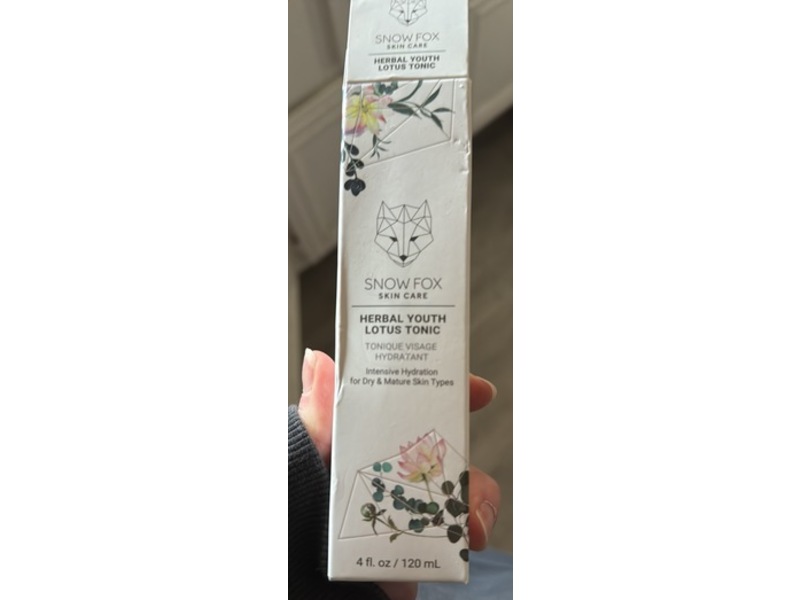 SNOW FOX
SKIN CARE
HERBAL YOUTH
LOTUS TONIC
SNOW FOX
SKIN CARE
HERBAL YOUTH
LOTUS TONIC
TONIQUE VISAGE
HYDRATANT
Intensive Hydration
for Dry & Mature Skin Types
4 fl. oz / 120 mL